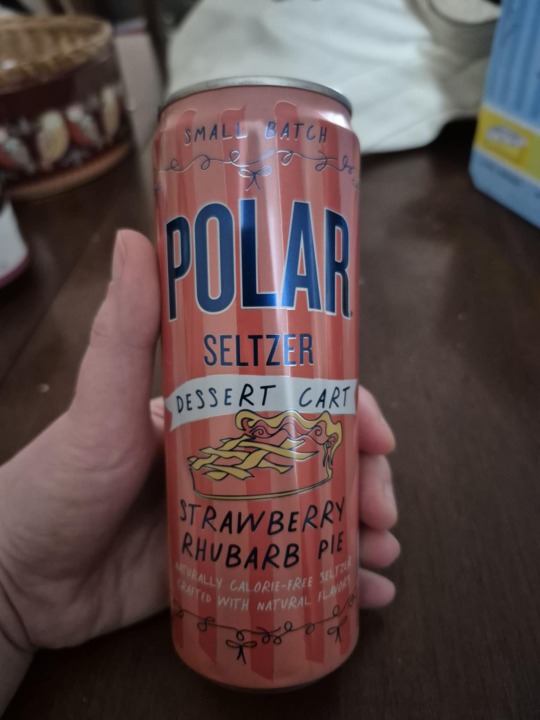 SMALL BATCH
POLAR
SELTZER
DESSERT CART
STRAWBERRY
RHUBARB PIE
NATURALLY CALORIE-FREE SELTZER
CRAFTED WITH NATURAL FLAVORS